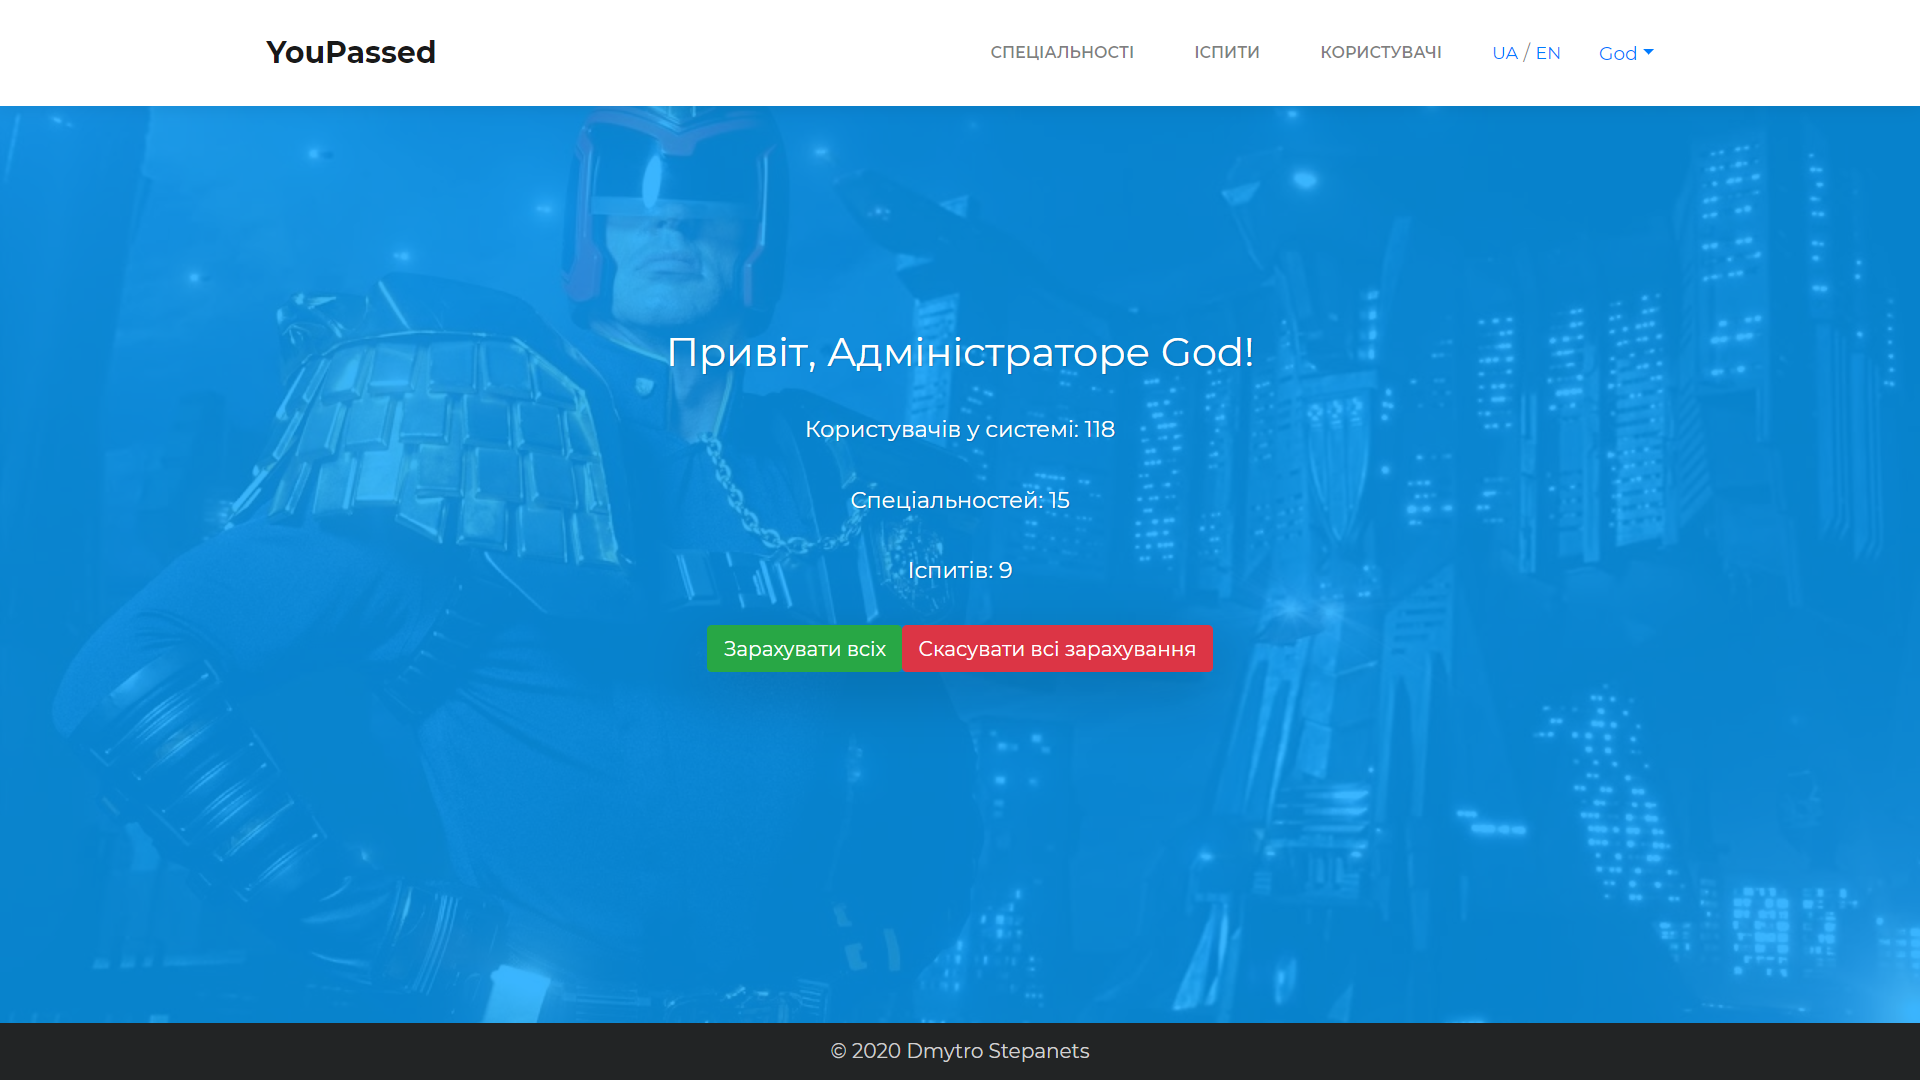 YouPassed
СПЕЦІАЛЬНОСТІ ІСПИТИ КОРИСТУВАЧІ UA / EN God
Привіт, Адміністраторе God!
Користувачів у системі: 118
Спеціальностей: 15
Іспитів: 9
Зарахувати всіх Скасувати всі зарахування
© 2020 Dmytro Stepanets